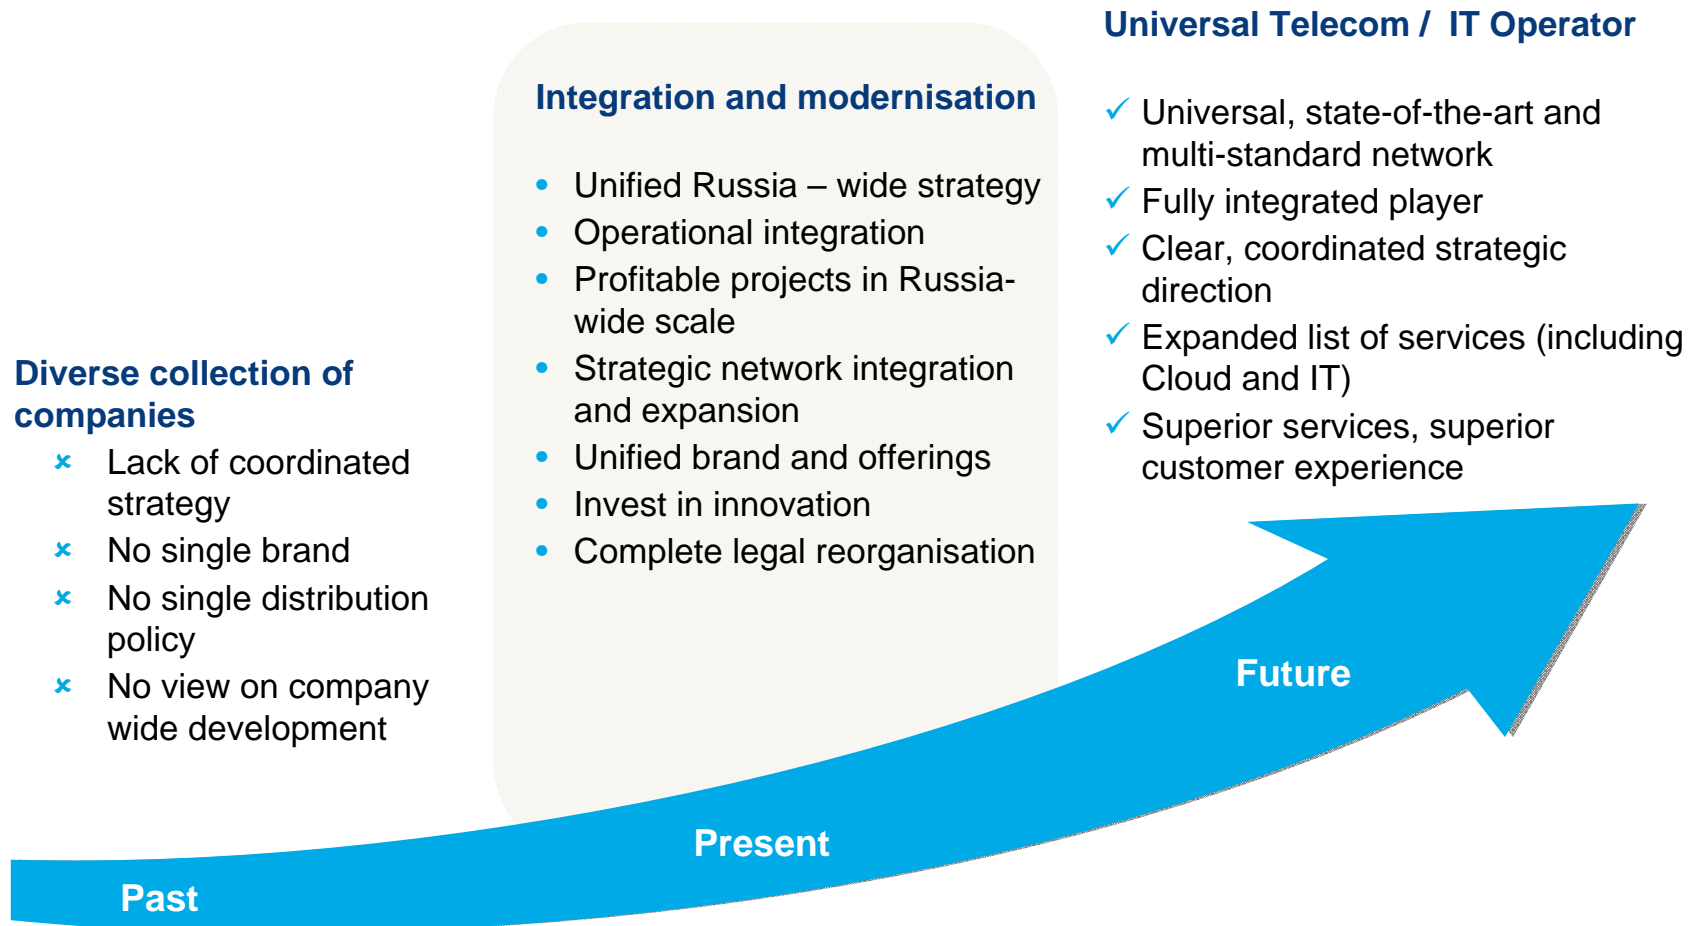 Diverse collection of
companies
× Lack of coordinated
strategy
× No single brand
× No single distribution
policy
× No view on company
wide development
Integration and modernisation
• Unified Russia – wide strategy
• Operational integration
• Profitable projects in Russia-
wide scale
• Strategic network integration
and expansion
• Unified brand and offerings
• Invest in innovation
• Complete legal reorganisation
Universal Telecom / IT Operator
✓ Universal, state-of-the-art and
multi-standard network
✓ Fully integrated player
✓ Clear, coordinated strategic
direction
✓ Expanded list of services (including
Cloud and IT)
✓ Superior services, superior
customer experience
Past
Present
Future